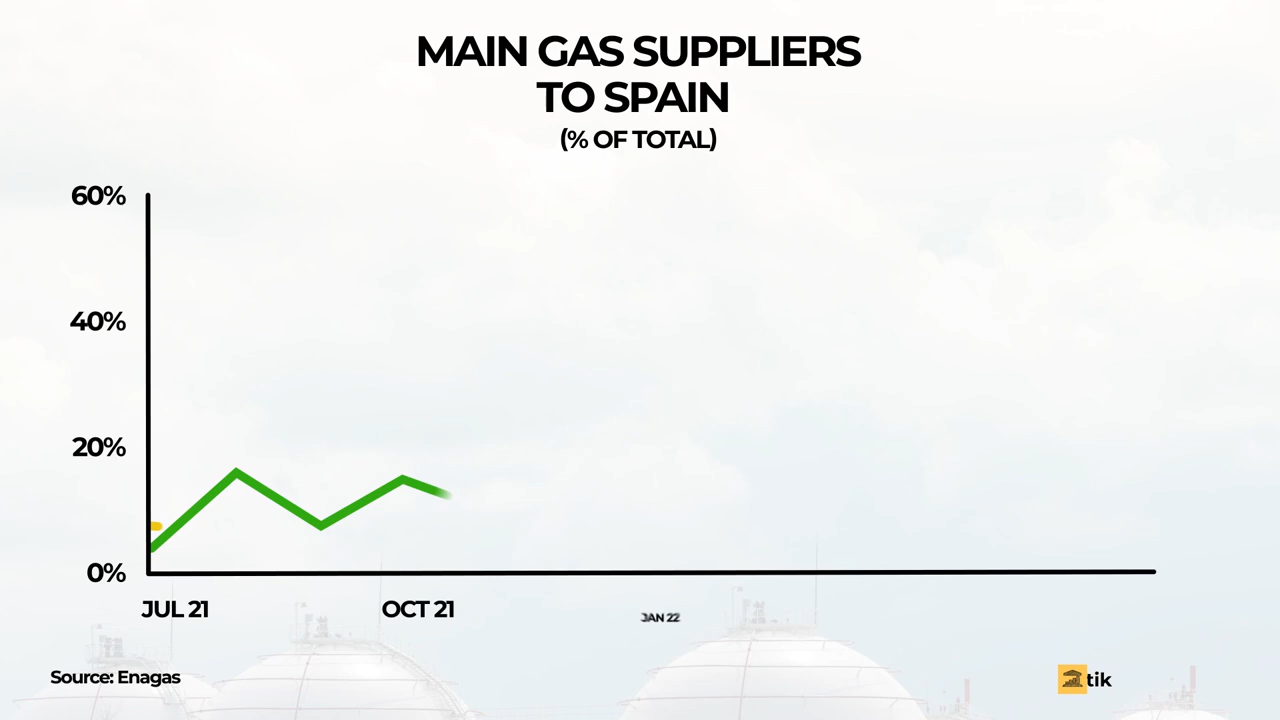 MAIN GAS SUPPLIERS
TO SPAIN
(% OF TOTAL)
60%
40%
20%
0%
JUL 21
OCT 21
JAN 22
Source: Enagas
tik